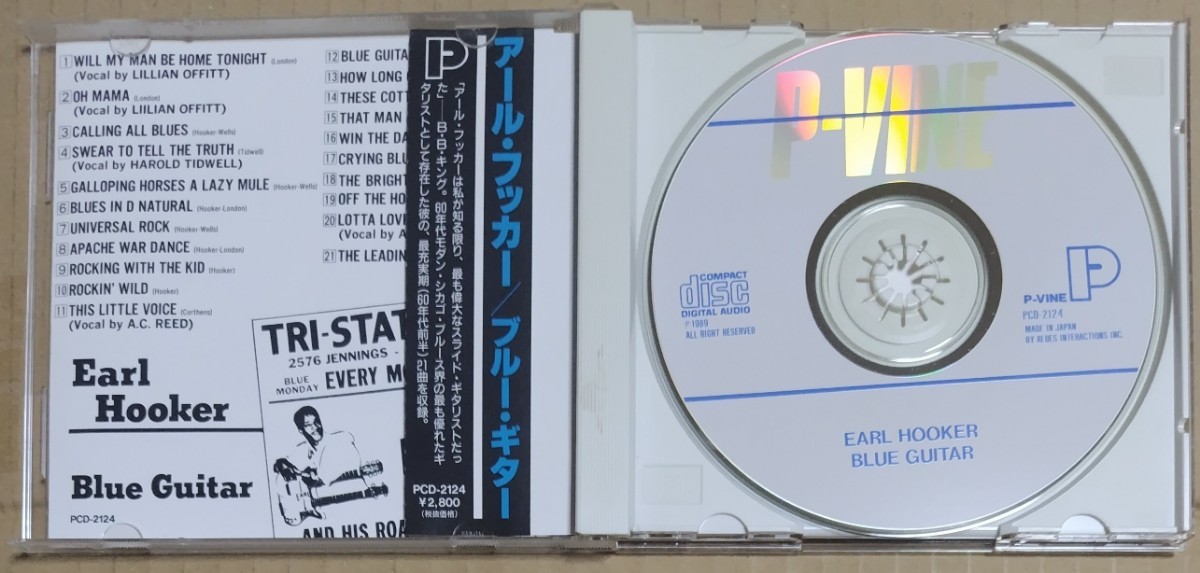 1 WILL MY MAN BE HOME TONIGHT (London)
(Vocal by LILLIAN OFFITT)
2 OH MAMA (London)
(Vocal by LIILIAN OFFITT)
3 CALLING ALL BLUES (Hooker-Wells)
4 SWEAR TO TELL THE TRUTH (Tidwell)
(Vocal by HAROLD TIDWELL)
5 GALLOPING HORSES A LAZY MULE (Hooker-Wells)
6 BLUES IN D NATURAL (Hooker-London)
7 UNIVERSAL ROCK (Hooker-Wells)
8 APACHE WAR DANCE (Hooker-London)
9 ROCKING WITH THE KID (Hooker)
10 ROCKIN' WILD (Hooker)
11 THIS LITTLE VOICE (Carthens)
(Vocal by A.C. REED)
12 BLUE GUITA
13 HOW LONG
14 THESE COTT
15 THAT MAN
16 WIN THE DA
17 CRYING BLU
18 THE BRIGHT
19 OFF THE HO
20 LOTTA LOVI
(Vocal by A
21 THE LEADIN
Earl
Hooker
Blue Guitar
PCD-2124
TRI-STAT
2576 JENNINGS -
BLUE
MONDAY EVERY MO
AND HIS ROA
P
アール・フッカー/ブルー・ギター
「アール・フッカーは私が知る限り、最も偉大なスライド・ギタリストだっ
た」──B・B・キング。60年代モダン・シカゴ・ブルース界の最も優れたギ
タリストとして存在した彼の、最充実期(60年代前半)21曲を収録。
PCD-2124
¥2,800
(税抜価格)
P-VINE
COMPACT
disc
DIGITAL AUDIO
℗1989
ALL RIGHT RESERVED
P-VINE P
PCD-2124
MADE IN JAPAN
BY BLUES INTERACTIONS INC.
EARL HOOKER
BLUE GUITAR